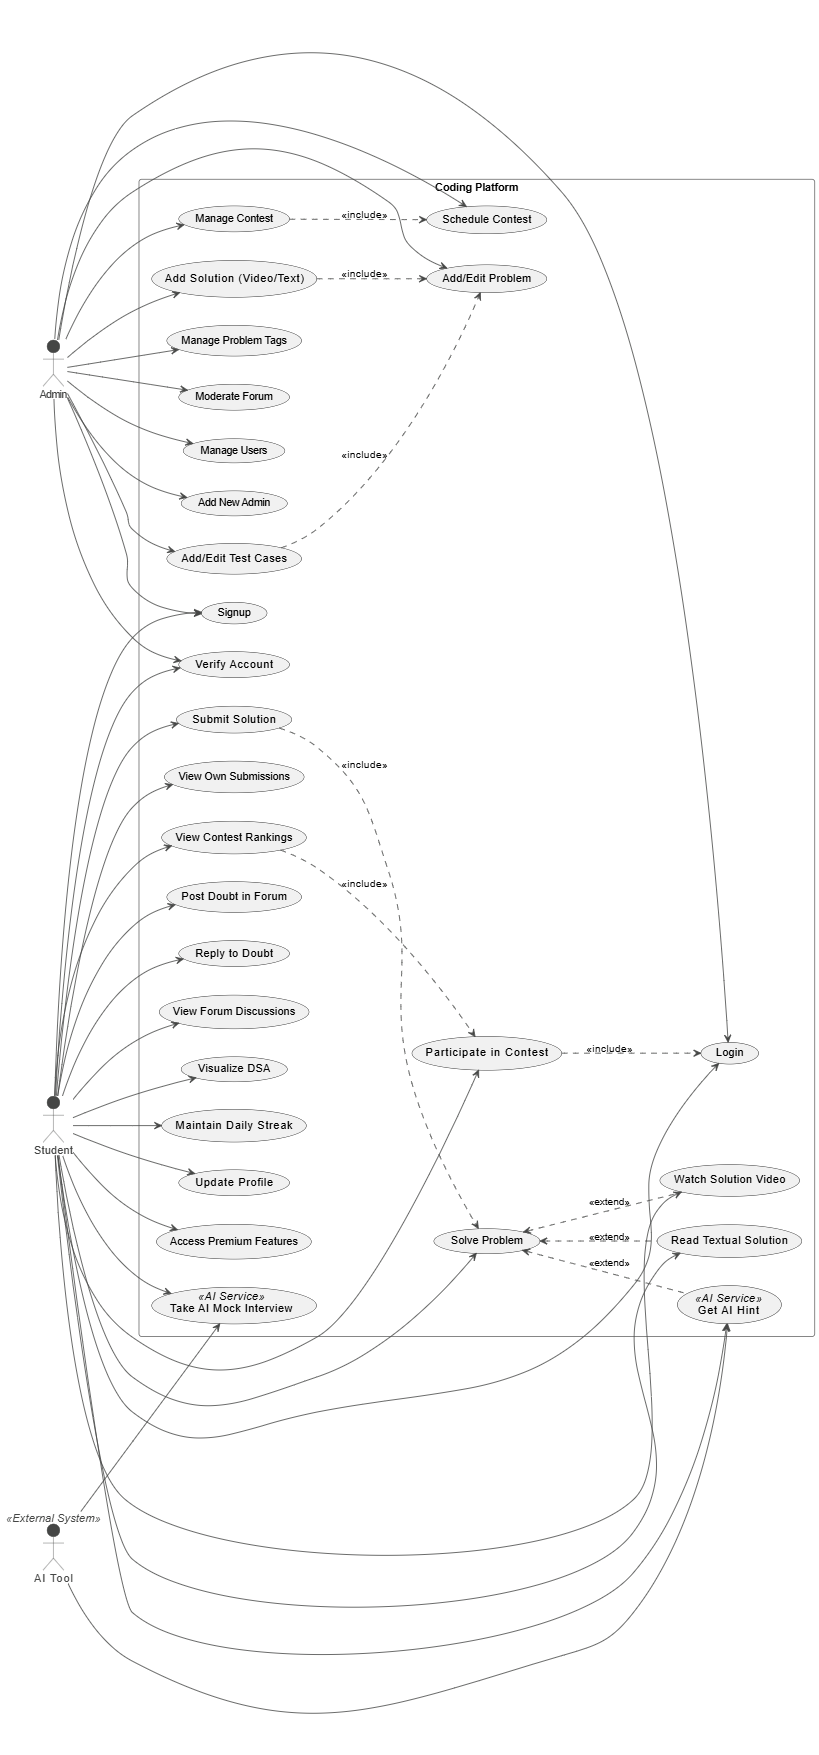 Coding Platform
Manage Contest
«include»
Schedule Contest
Add Solution (Video/Text)
«include»
Add/Edit Problem
Manage Problem Tags
Admin
Moderate Forum
Manage Users
«include»
Add New Admin
Add/Edit Test Cases
Signup
Verify Account
Submit Solution
«include»
View Own Submissions
View Contest Rankings
«include»
Post Doubt in Forum
Reply to Doubt
View Forum Discussions
Participate in Contest
«include»
Login
Visualize DSA
Maintain Daily Streak
Student
Update Profile
Watch Solution Video
«extend»
Access Premium Features
Solve Problem
«extend»
Read Textual Solution
«extend»
«AI Service»
Take AI Mock Interview
«AI Service»
Get AI Hint
«External System»
AI Tool